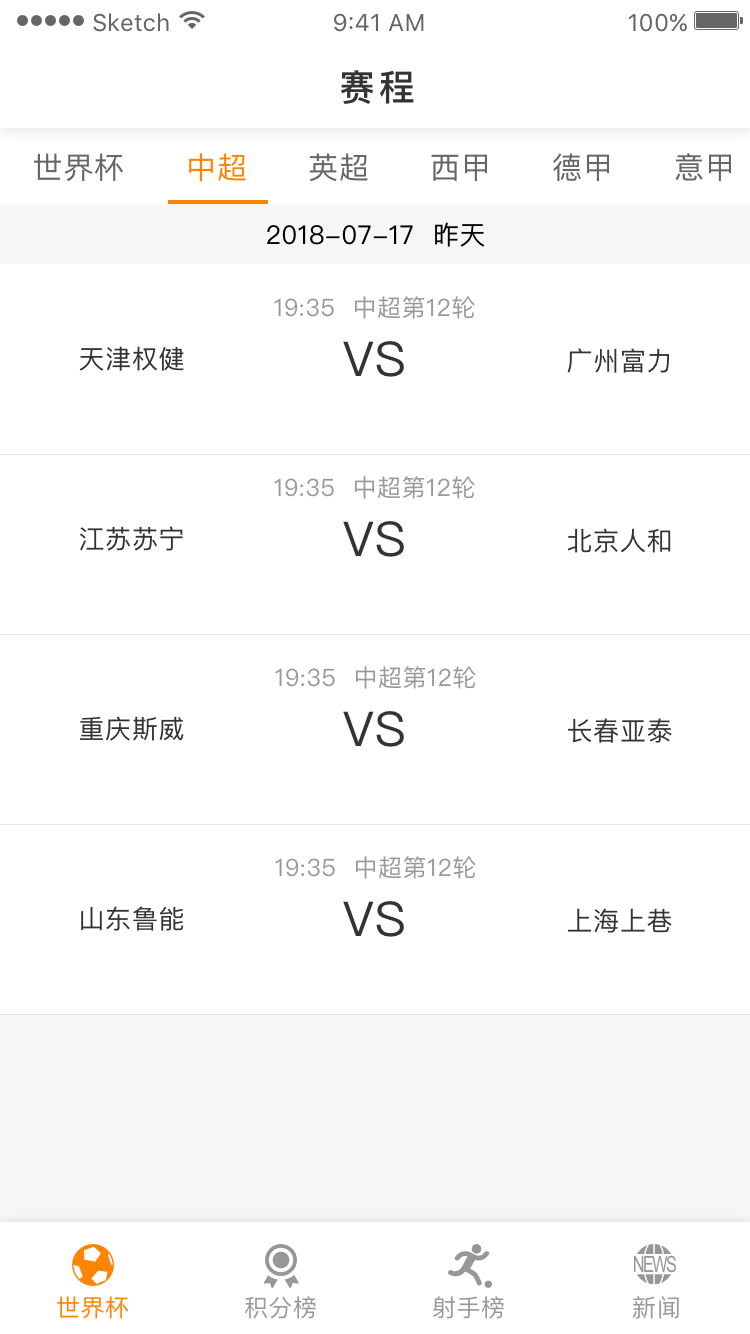 Sketch 9:41 AM 100%
赛程
世界杯 中超 英超 西甲 德甲 意甲
2018-07-17 昨天
19:35 中超第12轮
天津权健 VS 广州富力
19:35 中超第12轮
江苏苏宁 VS 北京人和
19:35 中超第12轮
重庆斯威 VS 长春亚泰
19:35 中超第12轮
山东鲁能 VS 上海上巷
NEWS
世界杯 积分榜 射手榜 新闻